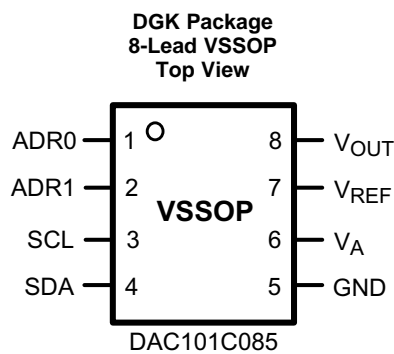 DGK Package
8-Lead VSSOP
Top View
ADR0 1 8 VOUT
ADR1 2 7 VREF
VSSOP
SCL 3 6 VA
SDA 4 5 GND
DAC101C085